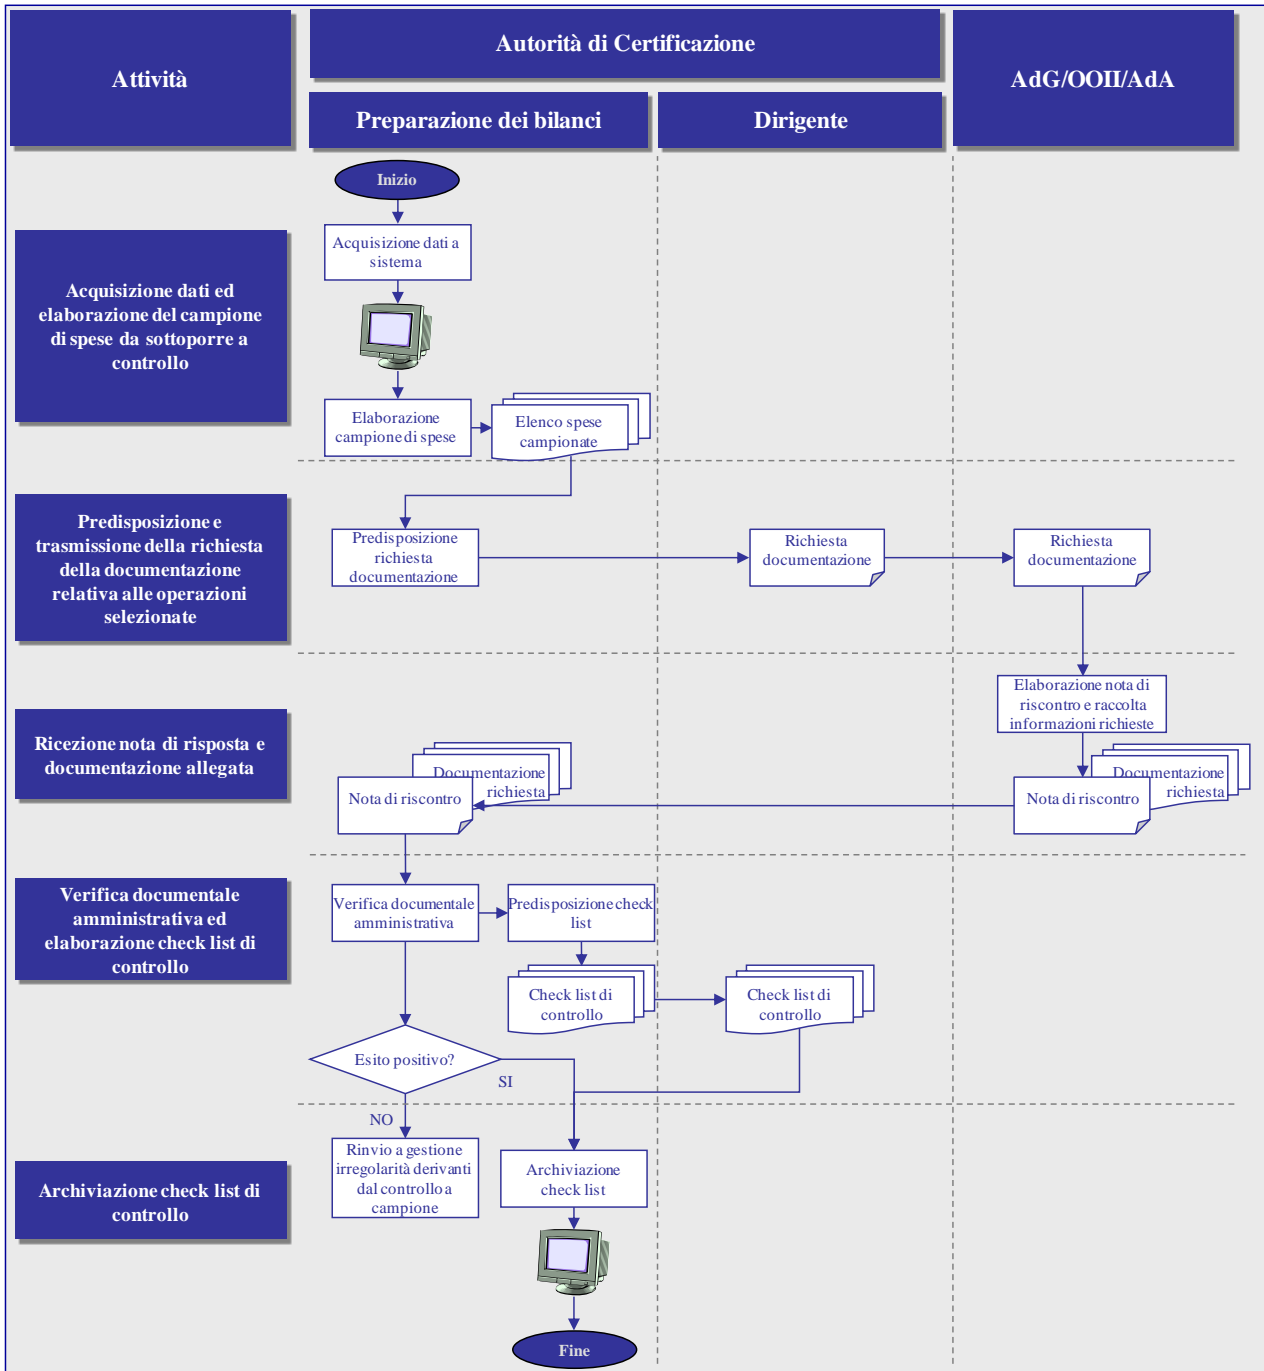 Attività
Autorità di Certificazione
AdG/OOII/AdA
Preparazione dei bilanci
Dirigente
Inizio
Acquisizione dati ed
elaborazione del campione
di spese da sottoporre a
controllo
Acquisizione dati a
sistema
Elaborazione
campione di spese
Elenco spese
campionate
Predisposizione e
trasmissione della richiesta
della documentazione
relativa alle operazioni
selezionate
Predisposizione
richiesta
documentazione
Richiesta
documentazione
Richiesta
documentazione
Elaborazione nota di
riscontro e raccolta
informazioni richieste
Ricezione nota di risposta e
documentazione allegata
Documentazione
richiesta
Nota di riscontro
Documentazione
richiesta
Nota di riscontro
Verifica documentale
amministrativa ed
elaborazione check list di
controllo
Verifica documentale
amministrativa
Predisposizione check
list
Check list di
controllo
Check list di
controllo
Esito positivo?
SI
NO
Archiviazione check list di
controllo
Rinvio a gestione
irregolarità derivanti
dal controllo a
campione
Archiviazione
check list
Fine